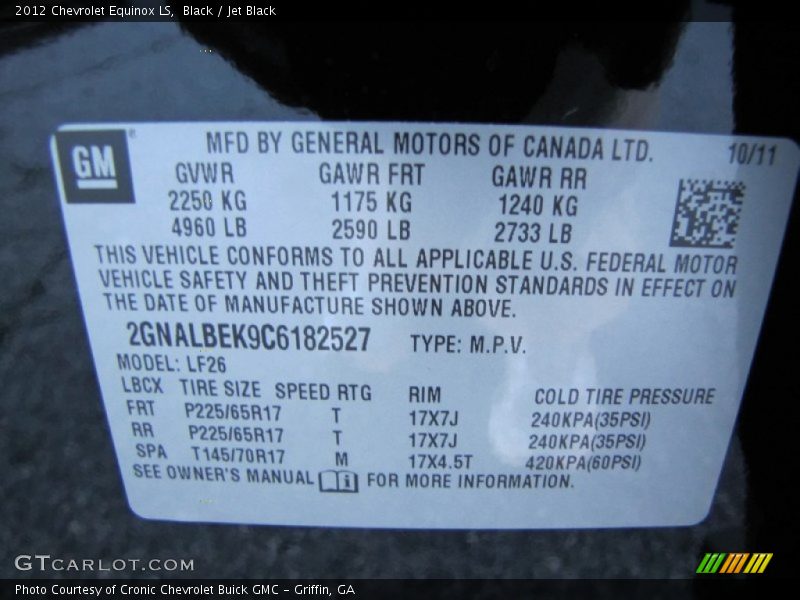 2012 Chevrolet Equinox LS, Black / Jet Black
GM
MFD BY GENERAL MOTORS OF CANADA LTD. 10/11
GVWR GAWR FRT GAWR RR
2250 KG 1175 KG 1240 KG
4960 LB 2590 LB 2733 LB
THIS VEHICLE CONFORMS TO ALL APPLICABLE U.S. FEDERAL MOTOR
VEHICLE SAFETY AND THEFT PREVENTION STANDARDS IN EFFECT ON
THE DATE OF MANUFACTURE SHOWN ABOVE.
2GNALBEK9C6182527 TYPE: M.P.V.
MODEL: LF26
LBCX TIRE SIZE SPEED RTG RIM COLD TIRE PRESSURE
FRT P225/65R17 T 17X7J 240KPA(35PSI)
RR P225/65R17 T 17X7J 240KPA(35PSI)
SPA T145/70R17 M 17X4.5T 420KPA(60PSI)
SEE OWNER'S MANUAL i FOR MORE INFORMATION.
GTCARLOT.COM
Photo Courtesy of Cronic Chevrolet Buick GMC – Griffin, GA